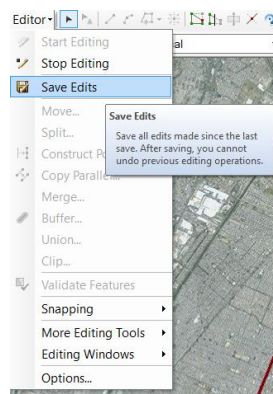 Editor
Start Editing
al
Stop Editing
Save Edits
Move...
Save Edits
Split...
Save all edits made since the last
save. After saving, you cannot
undo previous editing operations.
Construct Po
Copy Parallel...
Merge...
Buffer...
Union...
Clip...
Validate Features
Snapping
More Editing Tools
Editing Windows
Options...